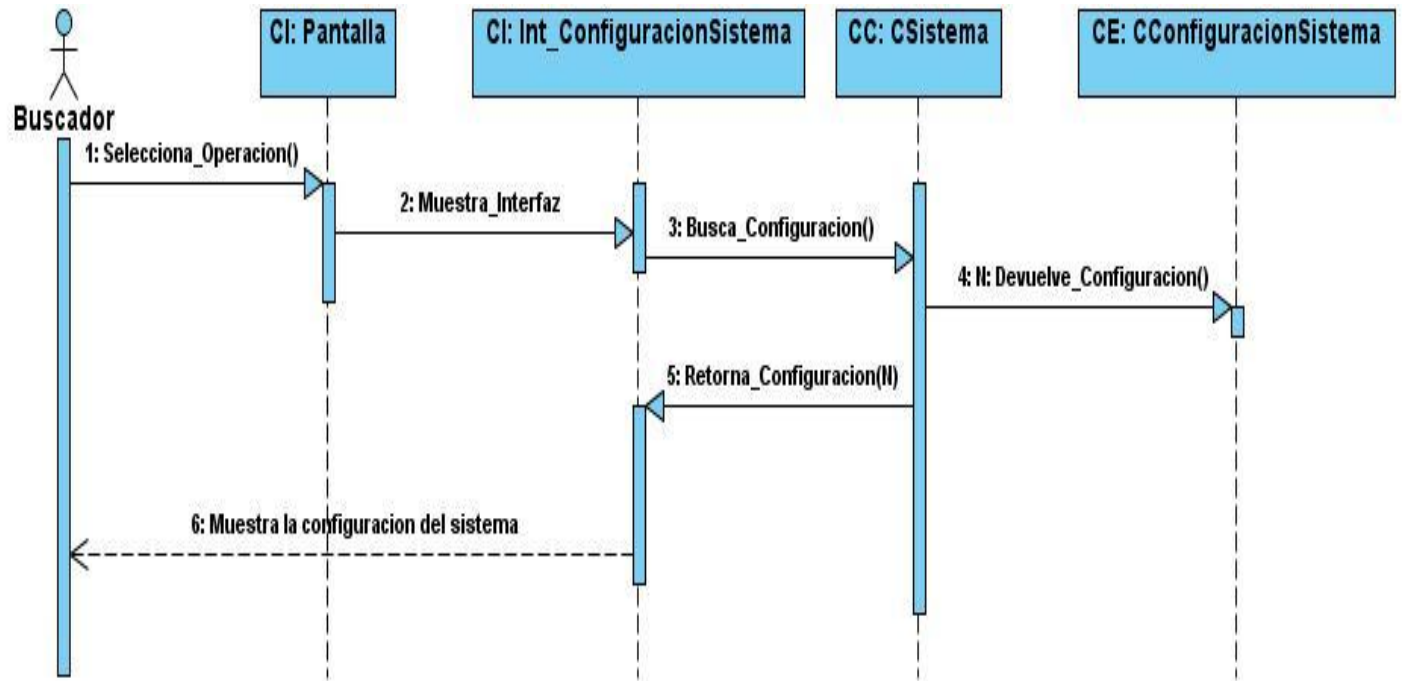 CI: Pantalla
CI: Int_ConfiguracionSistema
CC: CSistema
CE: CConfiguracionSistema
Buscador
1: Selecciona_Operacion()
2: Muestra_Interfaz
3: Busca_Configuracion()
4: N: Devuelve_Configuracion()
5: Retorna_Configuracion(N)
6: Muestra la configuracion del sistema